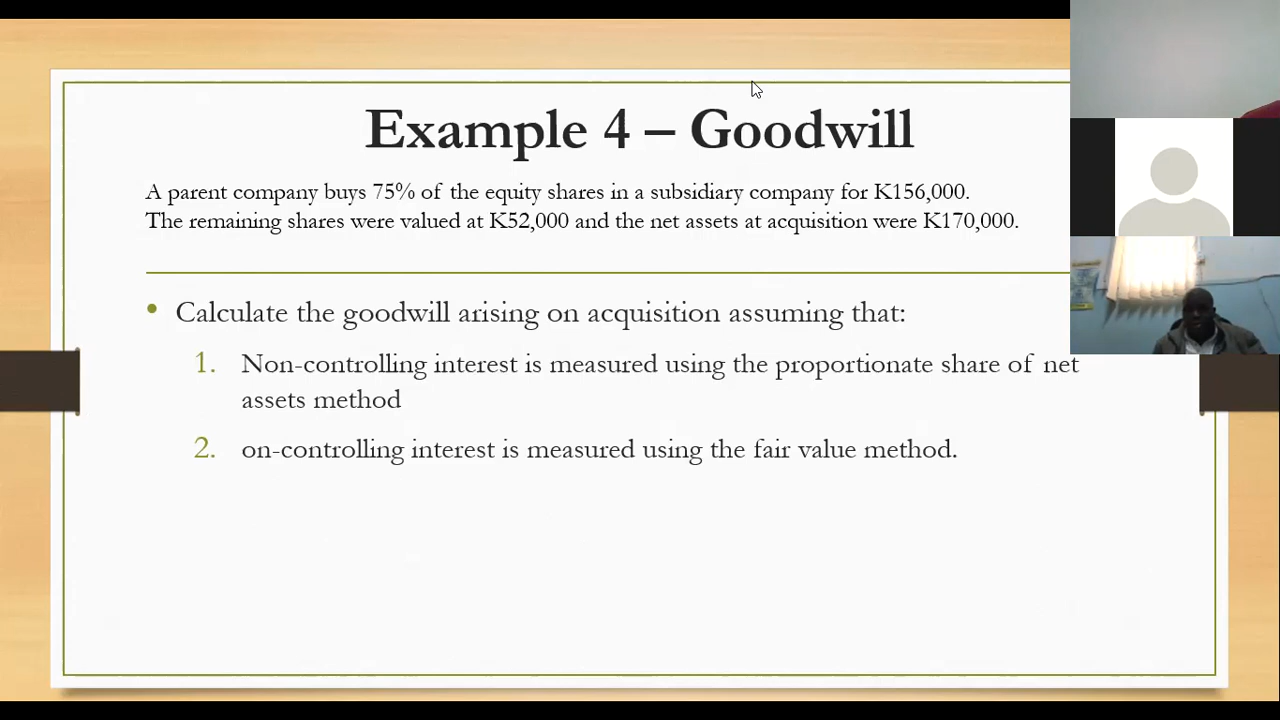 Example 4 – Goodwill
A parent company buys 75% of the equity shares in a subsidiary company for K156,000.
The remaining shares were valued at K52,000 and the net assets at acquisition were K170,000.
• Calculate the goodwill arising on acquisition assuming that:
1. Non-controlling interest is measured using the proportionate share of net
assets method
2. on-controlling interest is measured using the fair value method.